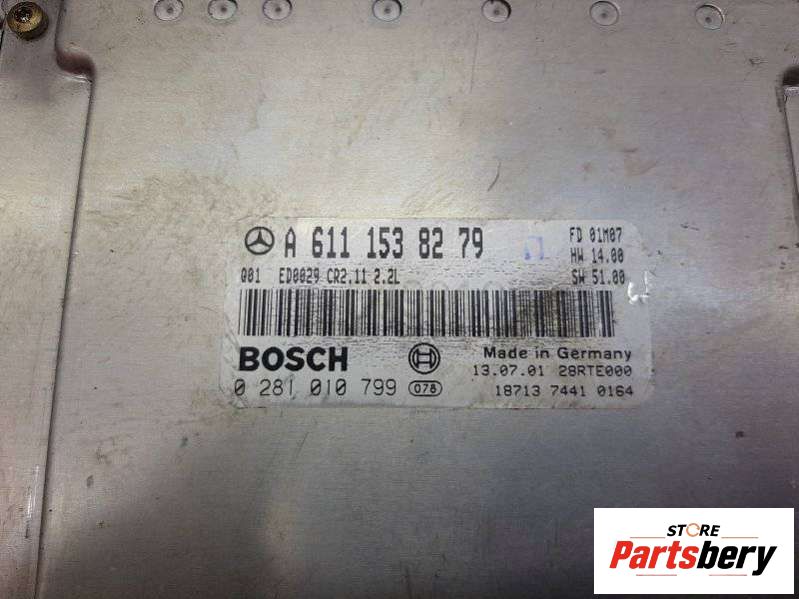 A 611 153 82 79
FD 01M07
HW 14.00
Q01 ED0029 CR2.11 2.2L
SW 51.00
BOSCH
Made in Germany
13.07.01 28RTE000
0 281 010 799 078
18713 7441 0164
STORE
Partsbery